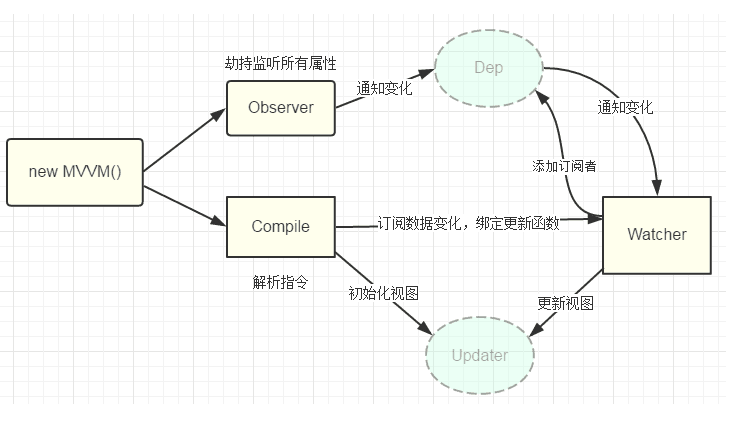 劫持监听所有属性
Dep
Observer
通知变化
通知变化
new MVVM()
添加订阅者
Compile
订阅数据变化，绑定更新函数
Watcher
解析指令
初始化视图
更新视图
Updater